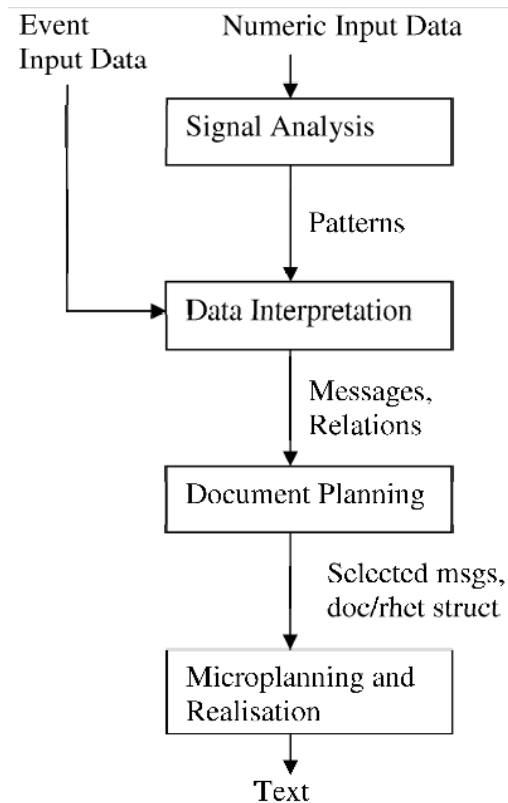 Event
Input Data
Numeric Input Data
Signal Analysis
Patterns
Data Interpretation
Messages,
Relations
Document Planning
Selected msgs,
doc/rhet struct
Microplanning and
Realisation
Text